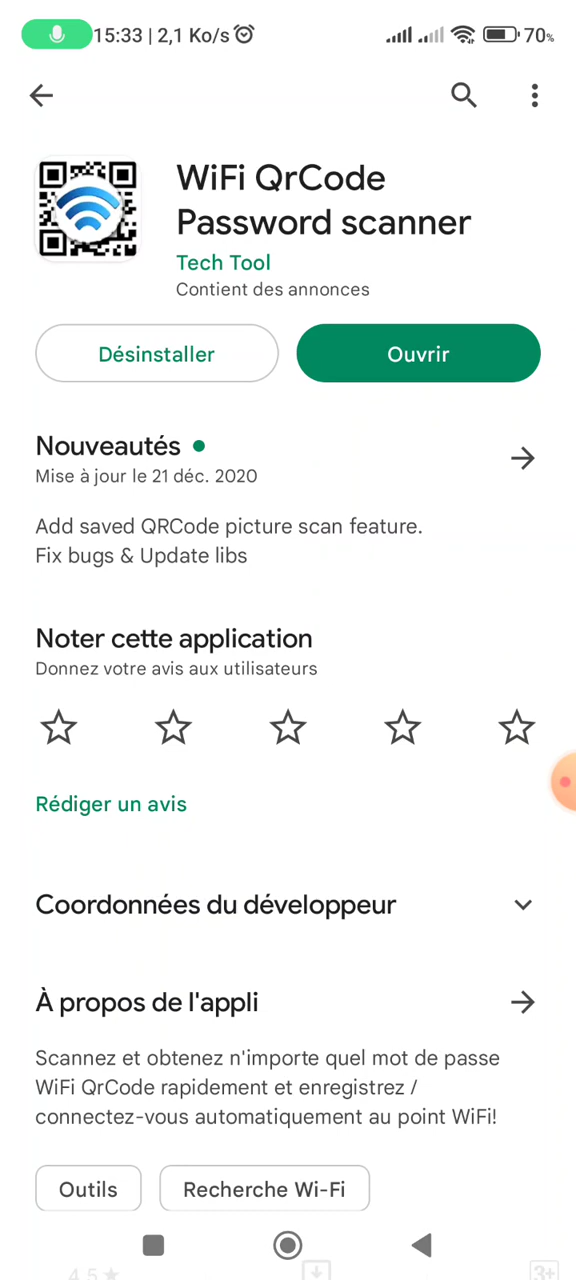 15:33 | 2,1 Ko/s
70%
WiFi QrCode
Password scanner
Tech Tool
Contient des annonces
Désinstaller
Ouvrir
Nouveautés
Mise à jour le 21 déc. 2020
Add saved QRCode picture scan feature.
Fix bugs & Update libs
Noter cette application
Donnez votre avis aux utilisateurs
Rédiger un avis
Coordonnées du développeur
À propos de l'appli
Scannez et obtenez n'importe quel mot de passe
WiFi QrCode rapidement et enregistrez /
connectez-vous automatiquement au point WiFi!
Outils
Recherche Wi-Fi
4,5★
3+